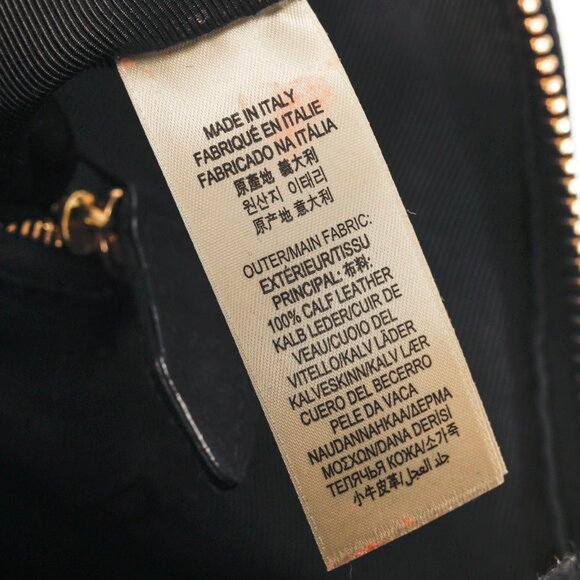 MADE IN ITALY
FABRIQUÉ EN ITALIE
FABRICADO NA ITÁLIA
原產地 義大利
원산지 이태리
原产地 意大利
OUTER/MAIN FABRIC:
EXTÉRIEUR/TISSU
PRINCIPAL: 布料:
100% CALF LEATHER
KALB LEDER/CUIR DE
VEAU/CUOIO DEL
VITELLO/KALV LÄDER
KALVESKINN/KALV LÆR
CUERO DEL BECERRO
PELE DA VACA
NAUDANNAHKAA/ΔΕΡΜΑ
ΜΟΣΧΩΝ/DANA DERİSİ
ТЕЛЯЧЬЯ КОЖА/소가죽
小牛皮革/جلد العجل